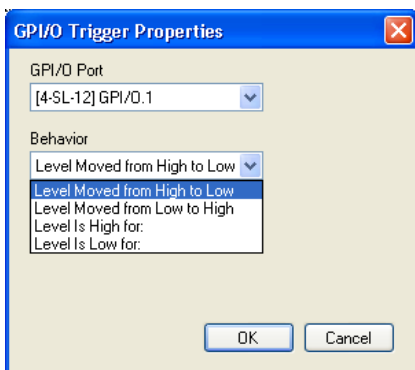 GPI/O Trigger Properties
GPI/O Port
[4-SL-12] GPI/O.1
Behavior
Level Moved from High to Low
Level Moved from High to Low
Level Moved from Low to High
Level Is High for:
Level Is Low for:
OK Cancel